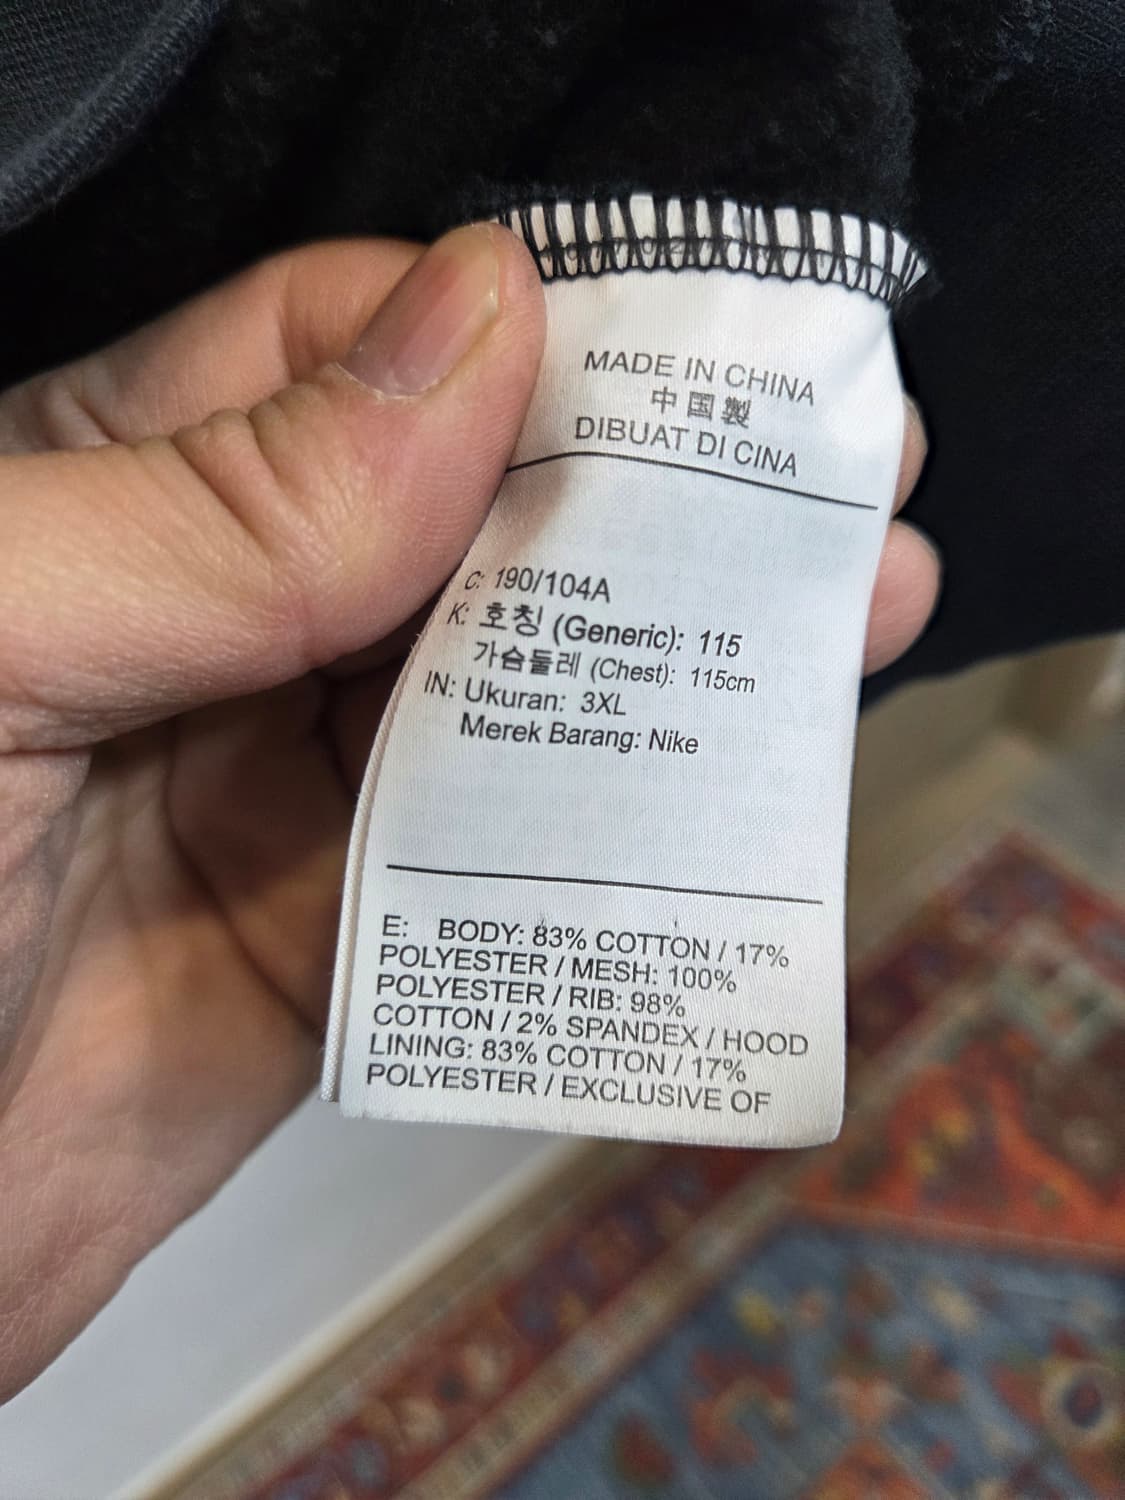 MADE IN CHINA
中国製
DIBUAT DI CINA
C: 190/104A
K: 호칭 (Generic): 115
가슴둘레 (Chest): 115cm
IN: Ukuran: 3XL
Merek Barang: Nike
E: BODY: 83% COTTON / 17%
POLYESTER / MESH: 100%
POLYESTER / RIB: 98%
COTTON / 2% SPANDEX / HOOD
LINING: 83% COTTON / 17%
POLYESTER / EXCLUSIVE OF